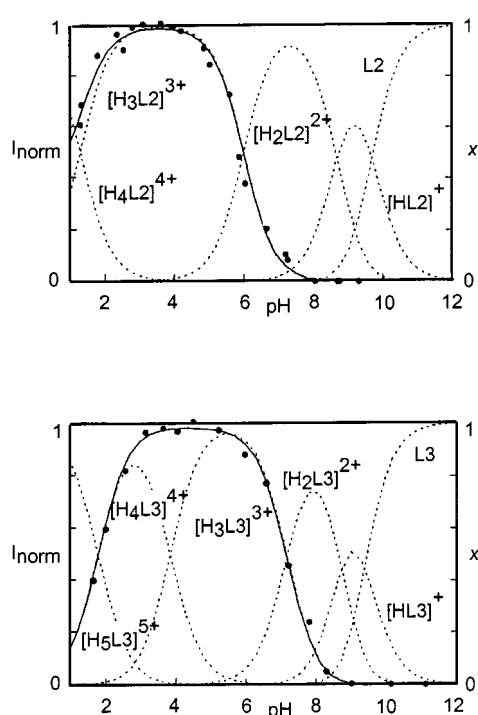 1 1
[H3L2]3+ L2
[H2L2]2+
Inorm x
[H4L2]4+ [HL2]+
0 0
2 4 6 8 10 12
pH
1 1
[H4L3]4+ [H2L3]2+ L3
[H3L3]3+
Inorm x
[H5L3]5+ [HL3]+
0 0
2 4 6 8 10 12
pH